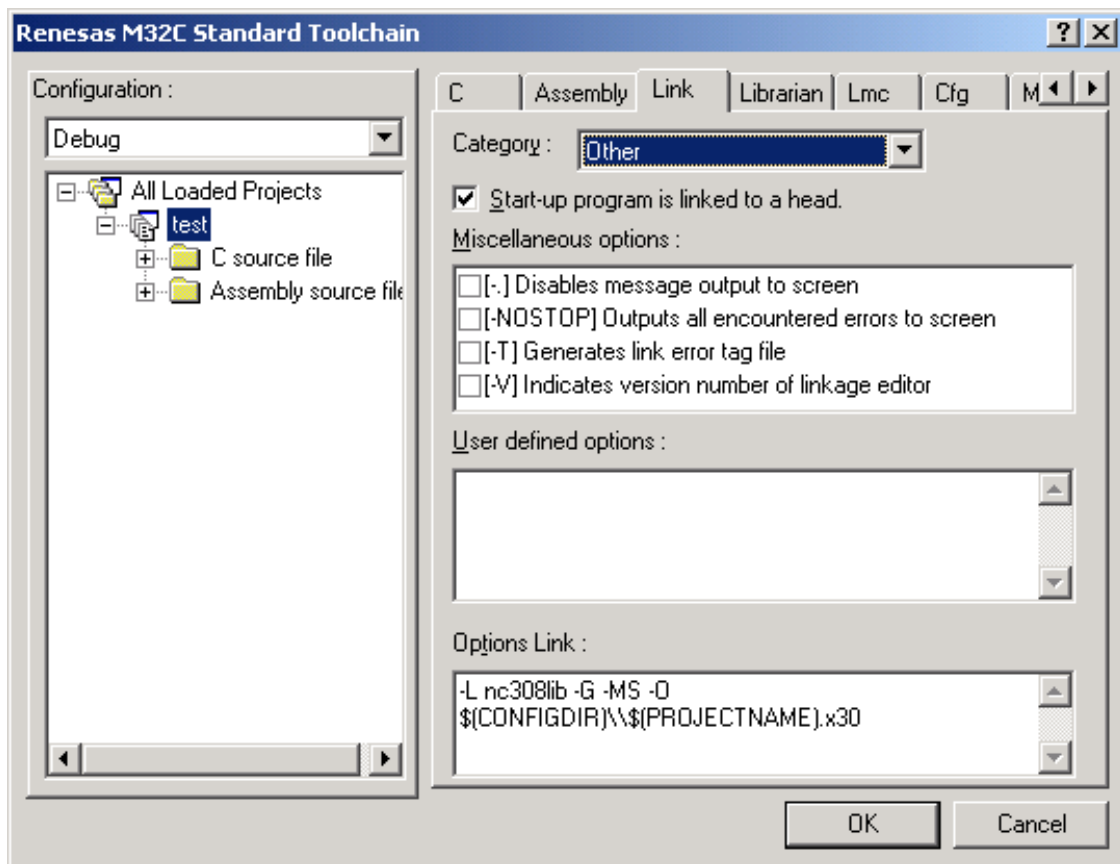 Renesas M32C Standard Toolchain
Configuration :
Debug
All Loaded Projects
test
C source file
Assembly source file
C
Assembly
Link
Librarian
Lmc
Cfg
M
Category :
Other
Start-up program is linked to a head.
Miscellaneous options :
[-.] Disables message output to screen
[-NOSTOP] Outputs all encountered errors to screen
[-T] Generates link error tag file
[-V] Indicates version number of linkage editor
User defined options :
Options Link :
-L nc308lib -G -MS -O
$(CONFIGDIR)\\$(PROJECTNAME).x30
OK
Cancel